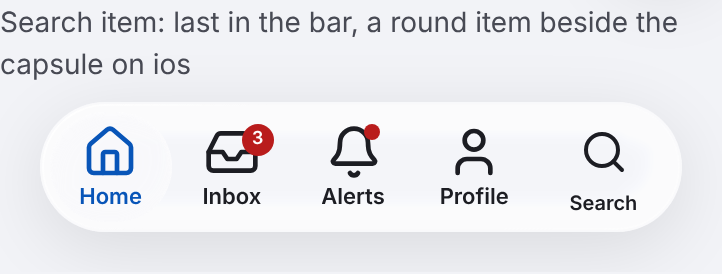 Search item: last in the bar, a round item beside the
capsule on ios
3
Home Inbox Alerts Profile Search